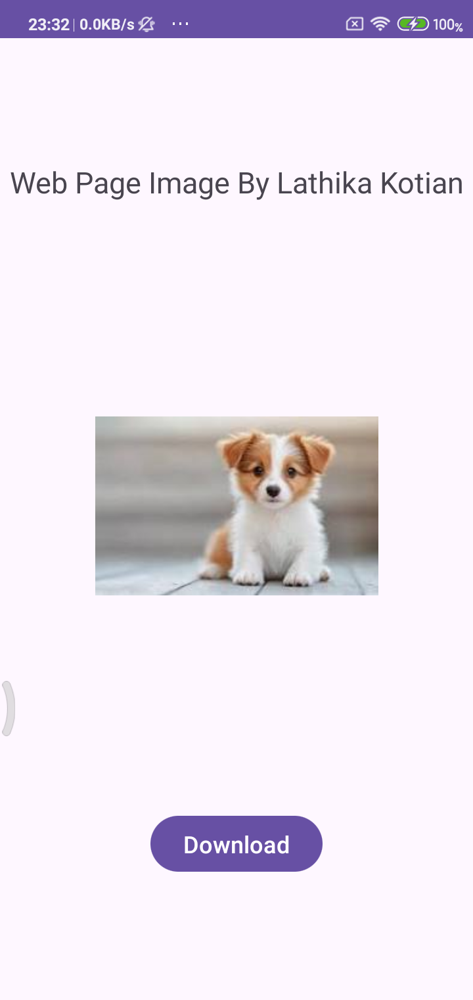 23:32 0.0KB/s ... 100%
Web Page Image By Lathika Kotian
Download